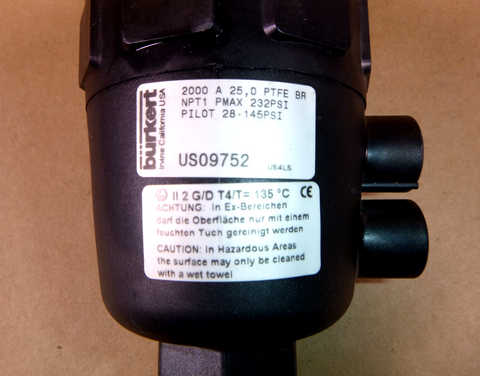 burkert
Irvine California USA
2000 A 25,0 PTFE BR
NPT1 PMAX 232PSI
PILOT 28-145PSI
US09752
US4LS
Ex II 2 G/D T4/T= 135 °C CE
ACHTUNG: In Ex-Bereichen
darf die Oberfläche nur mit einem
feuchten Tuch gereinigt werden
CAUTION: In Hazardous Areas
the surface may only be cleaned
with a wet towel